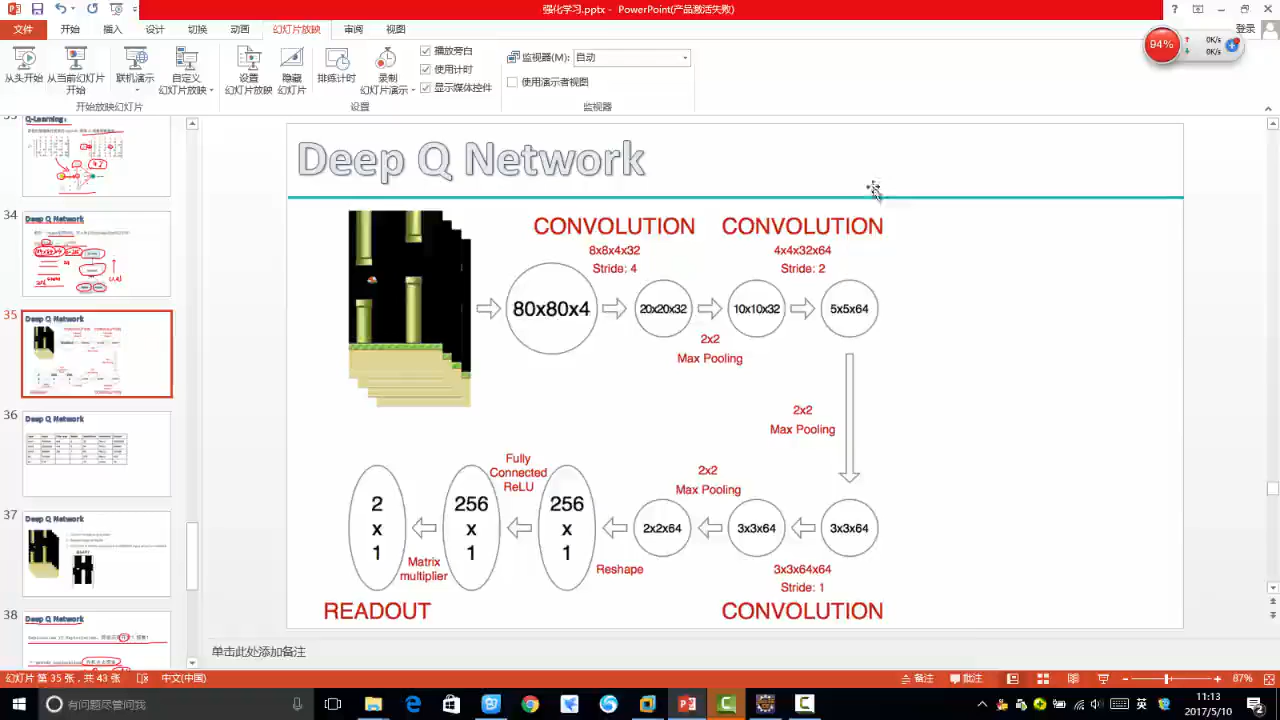 强化学习.pptx - PowerPoint(产品激活失败)
文件
开始
插入
设计
切换
动画
幻灯片放映
审阅
视图
登录
94%
0K/s
0K/s
从头开始
从当前幻灯片
开始
联机演示
自定义
幻灯片放映
设置
幻灯片放映
隐藏
幻灯片
排练计时
录制
幻灯片演示
播放旁白
使用计时
显示媒体控件
监视器(M):
自动
使用演示者视图
开始放映幻灯片
设置
监视器
Q-Learning:
34
Deep Q Network
35
Deep Q Network
36
Deep Q Network
37
Deep Q Network
38
Deep Q Network
Deep Q Network
CONVOLUTION
8x8x4x32
Stride: 4
CONVOLUTION
4x4x32x64
Stride: 2
80x80x4
20x20x32
10x10x32
5x5x64
2x2
Max Pooling
2x2
Max Pooling
Fully
Connected
ReLU
2x2
Max Pooling
2
x
1
256
x
1
256
x
1
2x2x64
3x3x64
3x3x64
Matrix
multiplier
Reshape
3x3x64x64
Stride: 1
READOUT
CONVOLUTION
单击此处添加备注
幻灯片 第 35 张，共 43 张
中文(中国)
备注
批注
87%
有问题尽管问我
英
11:13
2017/5/10